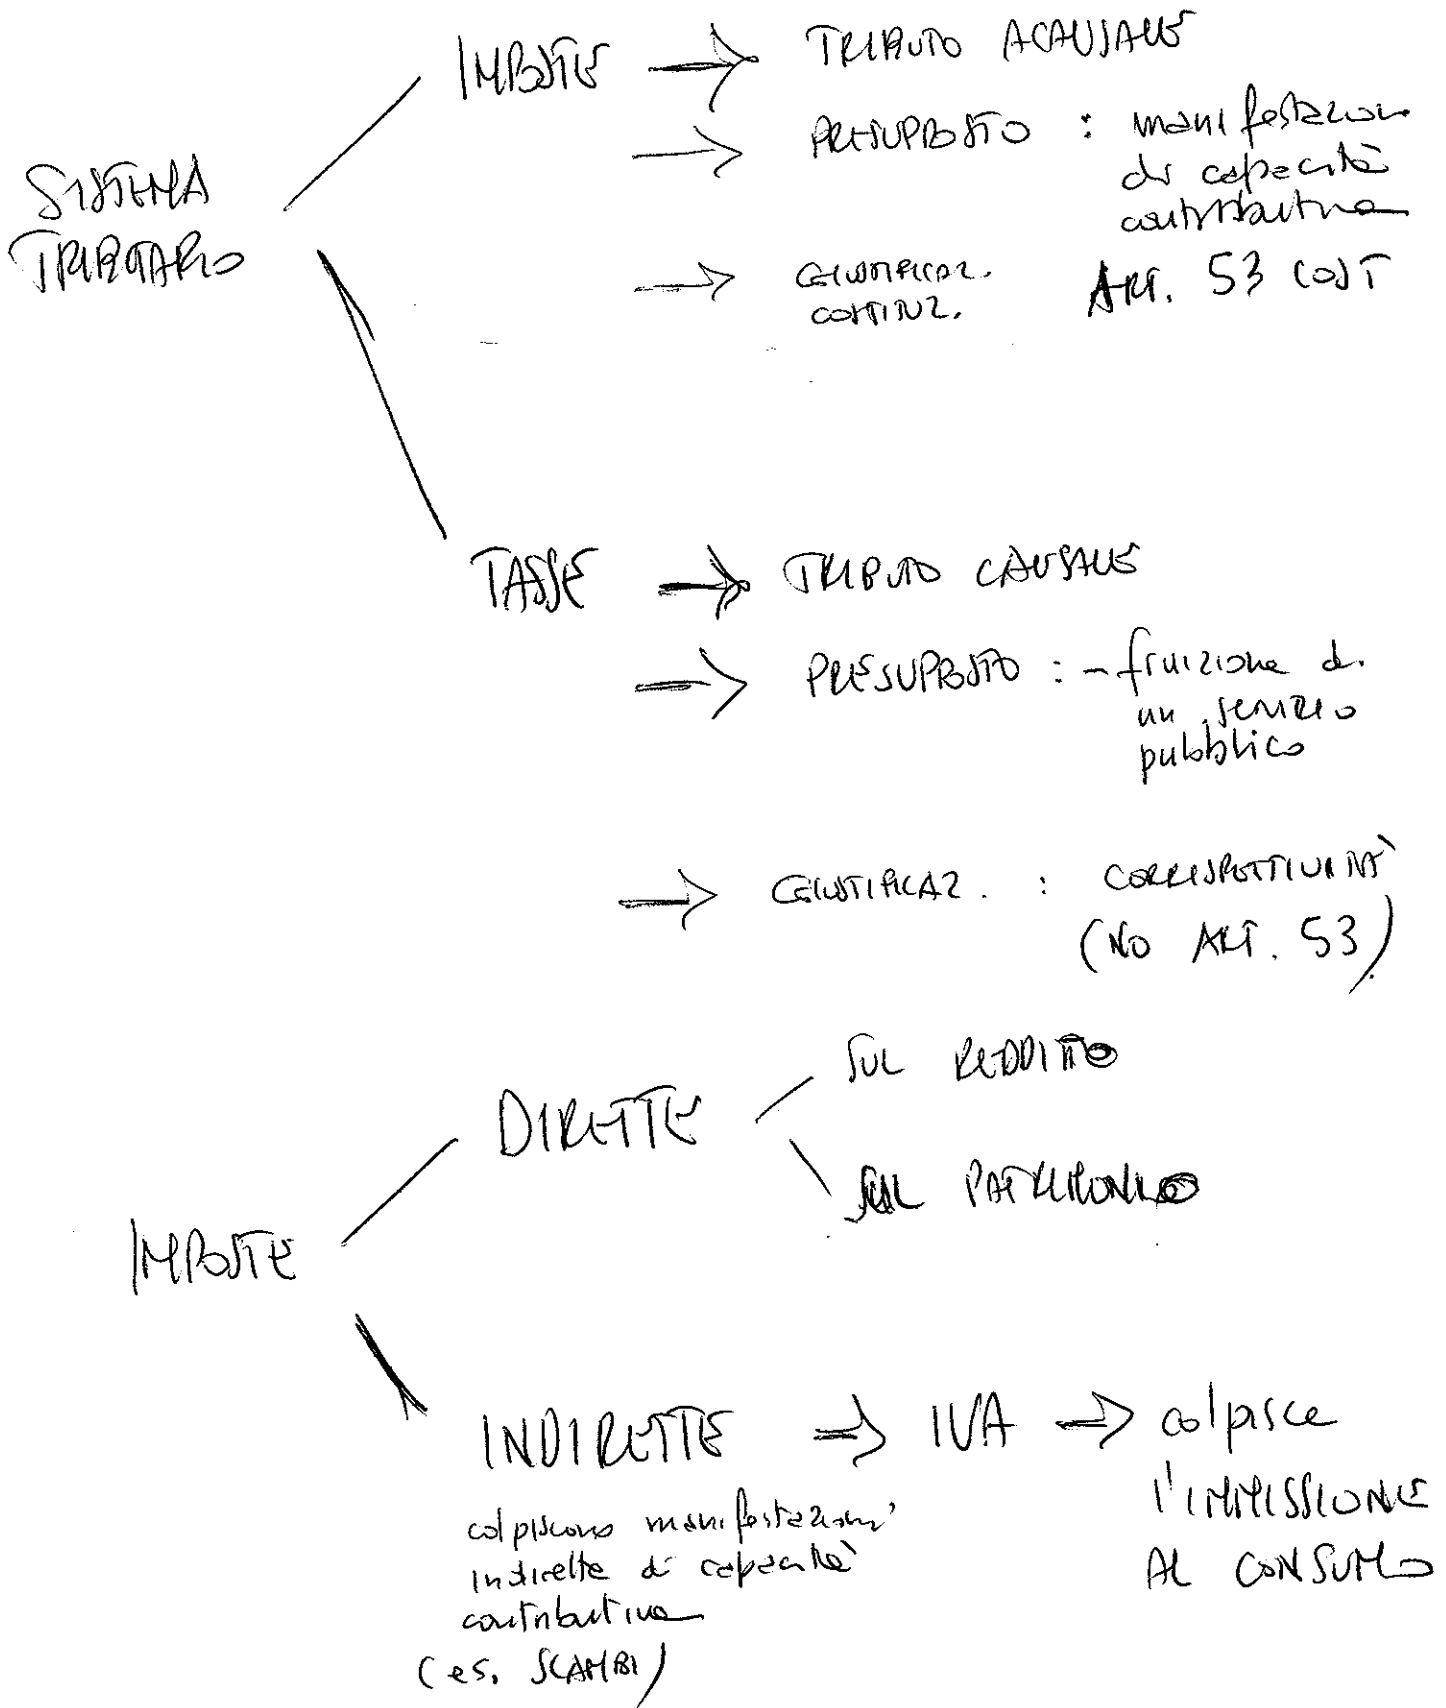 SISTEMA
TRIBUTARIO
IMPOSTE → TRIBUTO ACAUSALE
→ PRESUPPOSTO : manifestazione
di capacità
contributiva
→ GIUSTIFICAZ. ART. 53 COST
COSTITUZ.
TASSE → TRIBUTO CAUSALE
→ PRESUPPOSTO : - fruizione di
un servizio
pubblico
→ GIUSTIFICAZ. : CORRISPETTIVITÀ
(NO ART. 53)
IMPOSTE
DIRETTE
SUL REDDITO
SUL PATRIMONIO
INDIRETTE ⇒ IVA ⇒ colpisce
l'IMMISSIONE
AL CONSUMO
colpiscono manifestazioni
indirette di capacità
contributiva
(es. SCAMBI)